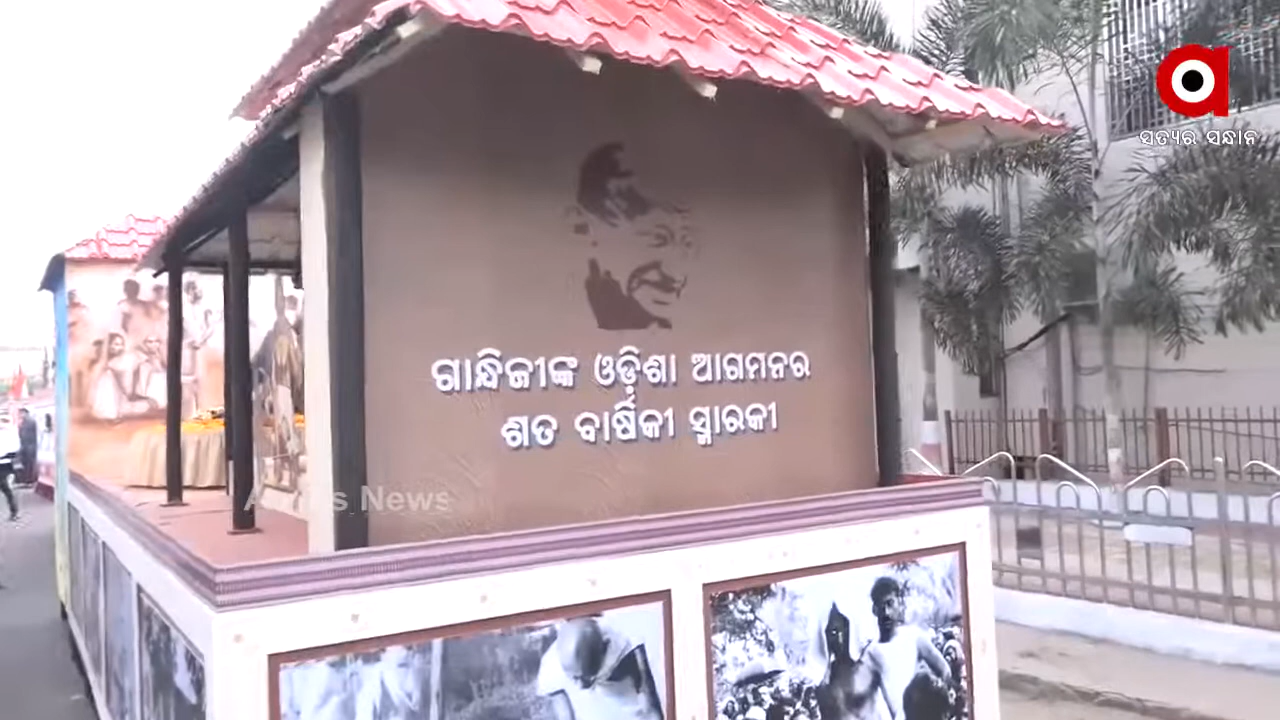 ସତ୍ୟର ସନ୍ଧାନ
ଗାନ୍ଧିଜୀଙ୍କ ଓଡ଼ିଶା ଆଗମନର
ଶତ ବାର୍ଷିକୀ ସ୍ମାରକୀ
News